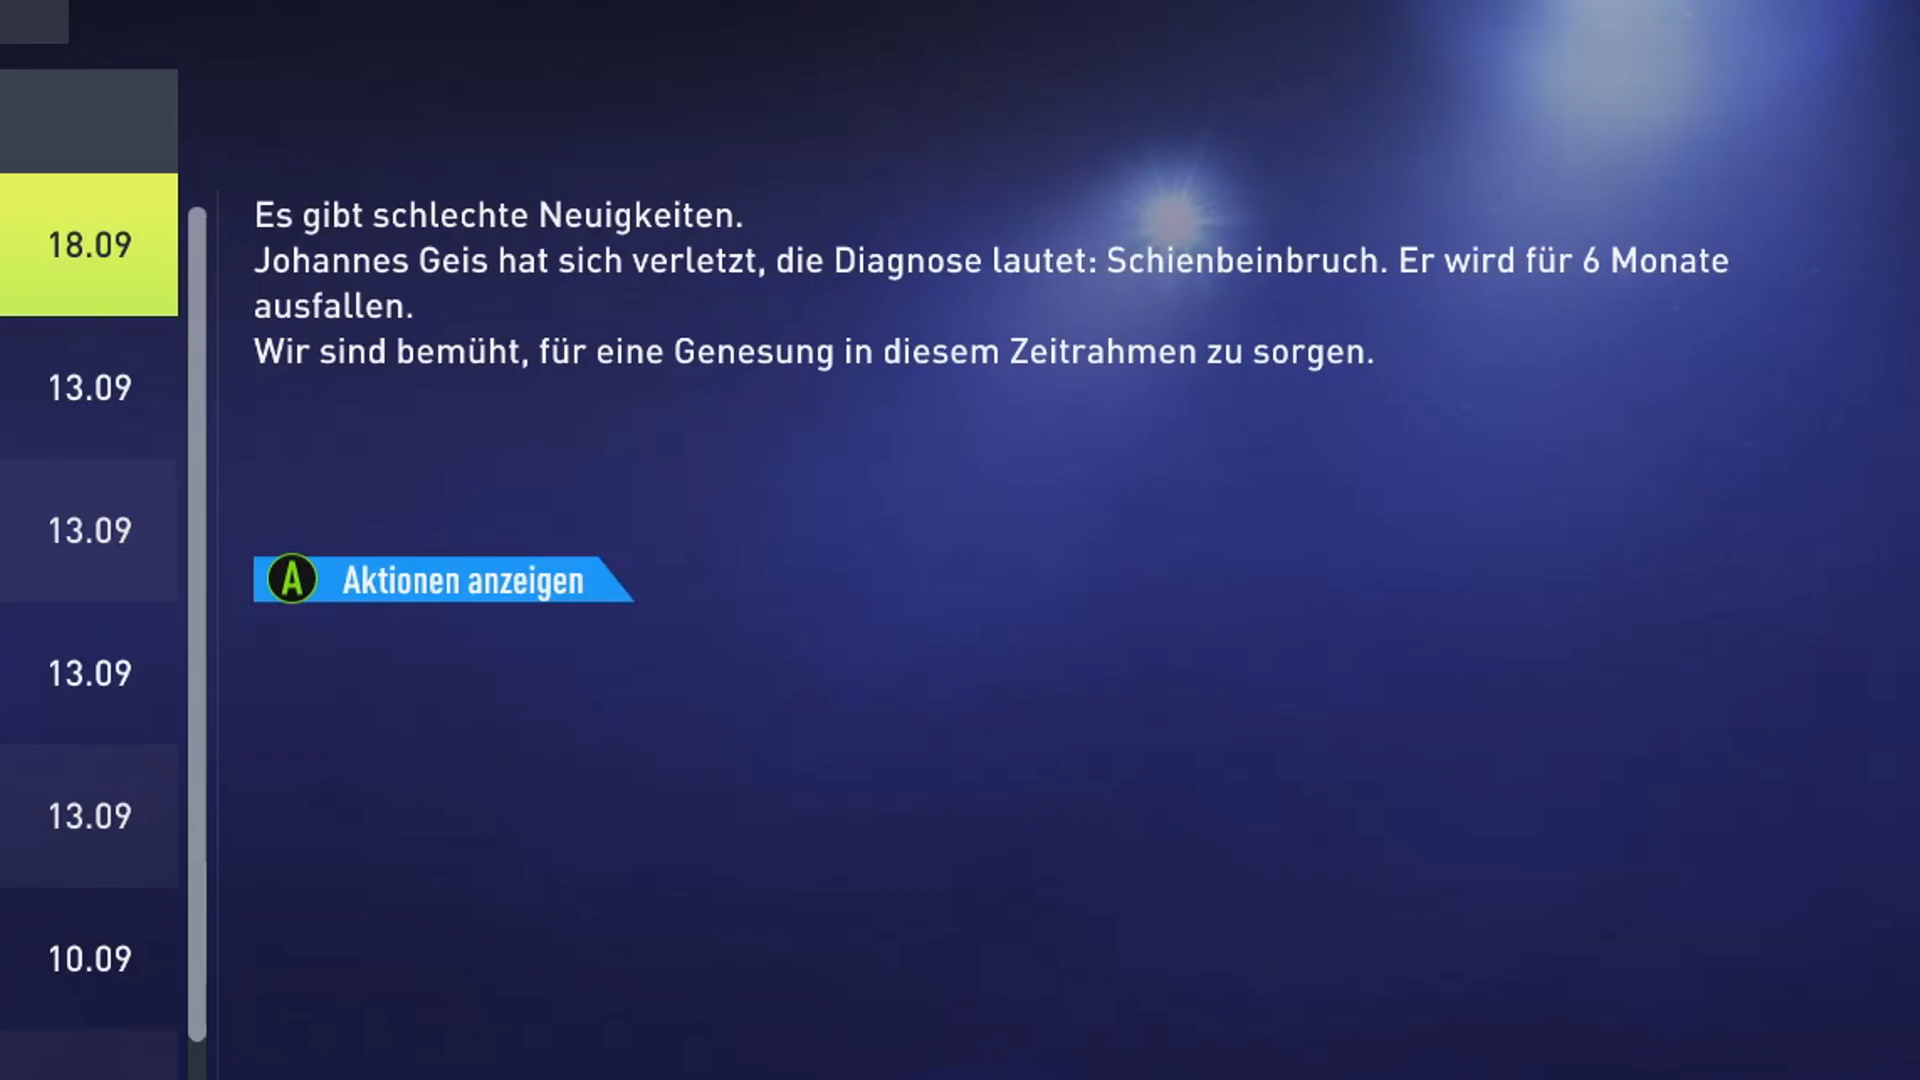 18.09
13.09
13.09
13.09
13.09
10.09
Es gibt schlechte Neuigkeiten.
Johannes Geis hat sich verletzt, die Diagnose lautet: Schienbeinbruch. Er wird für 6 Monate
ausfallen.
Wir sind bemüht, für eine Genesung in diesem Zeitrahmen zu sorgen.
A Aktionen anzeigen